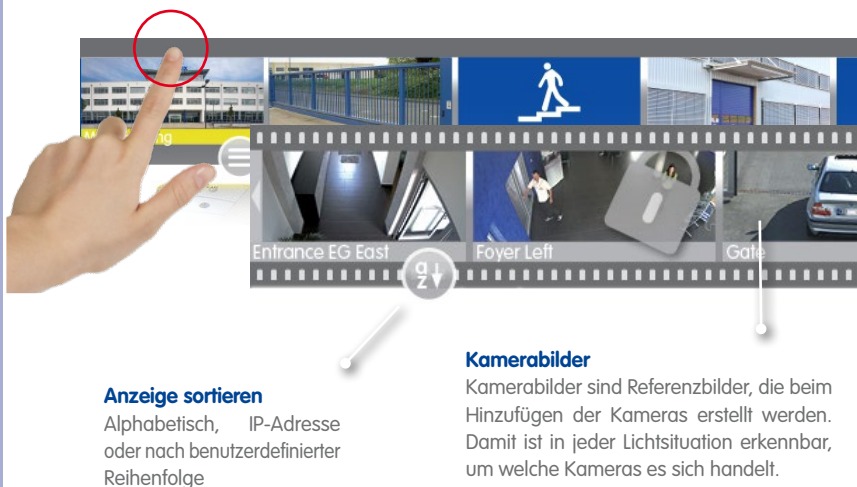 Entrance EG East
Foyer Left
Gate
a
z
Anzeige sortieren
Alphabetisch, IP-Adresse
oder nach benutzerdefinierter
Reihenfolge
Kamerabilder
Kamerabilder sind Referenzbilder, die beim
Hinzufügen der Kameras erstellt werden.
Damit ist in jeder Lichtsituation erkennbar,
um welche Kameras es sich handelt.